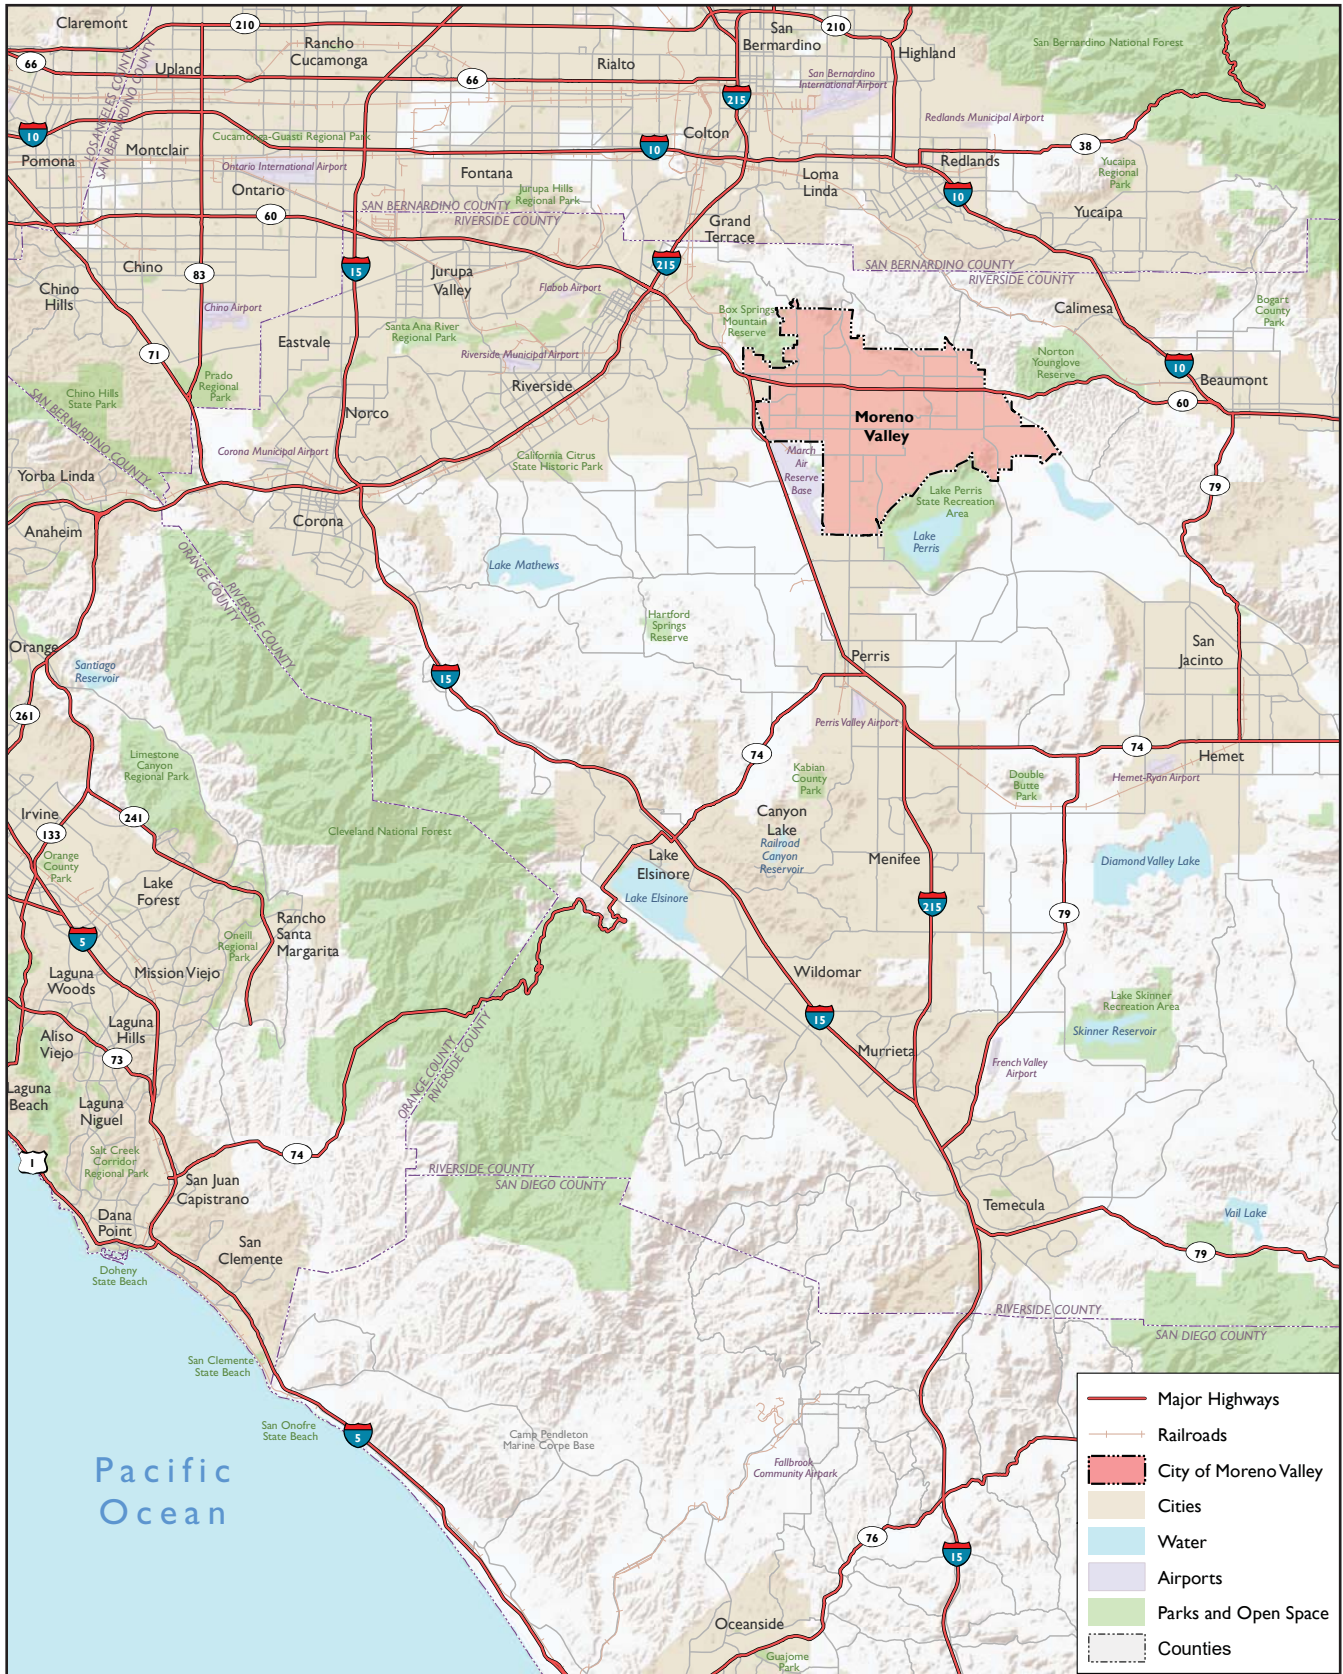 Claremont
210
Rancho
Cucamonga
San
Bernardino
210
Highland
San Bernardino National Forest
66
Upland
66
Rialto
San Bernardino
International Airport
215
LOS ANGELES COUNTY
SAN BERNARDINO COUNTY
10
Pomona
Montclair
Cucamonga-Guasti Regional Park
Ontario International Airport
Ontario
Fontana
10
Colton
Redlands Municipal Airport
38
Redlands
Loma
Linda
10
Yucaipa
Regional
Park
Yucaipa
Jurupa Hills
Regional Park
60
SAN BERNARDINO COUNTY
RIVERSIDE COUNTY
Grand
Terrace
215
SAN BERNARDINO COUNTY
RIVERSIDE COUNTY
Chino
83
15
Jurupa
Valley
Flabob Airport
Chino
Hills
Chino Airport
Santa Ana River
Regional Park
Box Springs
Mountain
Reserve
Calimesa
Bogart
County
Park
Eastvale
Riverside Municipal Airport
71
Riverside
Norton
Younglove
Reserve
10
Beaumont
60
Prado
Regional
Park
Chino Hills
State Park
Norco
Moreno
Valley
SAN BERNARDINO COUNTY
Corona Municipal Airport
California Citrus
State Historic Park
March
Air
Reserve
Base
Yorba Linda
79
Lake Perris
State Recreation
Area
Corona
Anaheim
Lake
Perris
Lake Mathews
ORANGE COUNTY
RIVERSIDE COUNTY
Hartford
Springs
Reserve
Orange
Santiago
Reservoir
Perris
San
Jacinto
15
261
Perris Valley Airport
74
74
Hemet
Limestone
Canyon
Regional Park
Kabian
County
Park
Double
Butte
Park
Hemet-Ryan Airport
Irvine
241
133
Cleveland National Forest
Canyon
Lake
Railroad
Canyon
Reservoir
Orange
County
Park
Lake
Elsinore
Menifee
Diamond Valley Lake
Lake
Forest
Lake Elsinore
215
79
Rancho
Santa
Margarita
5
Oneill
Regional
Park
Laguna
Woods
Mission Viejo
Wildomar
Lake Skinner
Recreation Area
Skinner Reservoir
15
Laguna
Hills
Aliso
Viejo
73
Murrieta
French Valley
Airport
ORANGE COUNTY
RIVERSIDE COUNTY
Laguna
Beach
Laguna
Niguel
Salt Creek
Corridor
Regional Park
1
74
RIVERSIDE COUNTY
SAN DIEGO COUNTY
San Juan
Capistrano
Temecula
Vail Lake
Dana
Point
San
Clemente
79
Doheny
State Beach
RIVERSIDE COUNTY
SAN DIEGO COUNTY
San Clemente
State Beach
San Onofre
State Beach
5
Camp Pendleton
Marine Corpe Base
Fallbrook
Community Airpark
Pacific
Ocean
76
15
Oceanside
Guajome
Park
Major Highways
Railroads
City of Moreno Valley
Cities
Water
Airports
Parks and Open Space
Counties